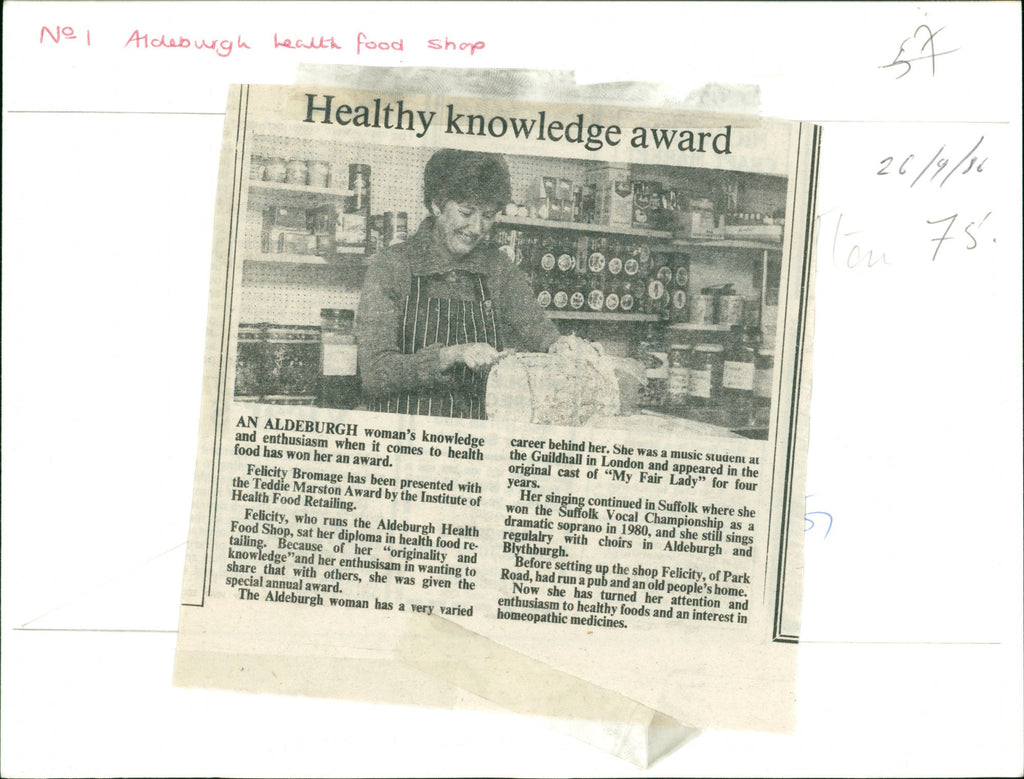 Nº1 Aldeburgh health food shop
57
Healthy knowledge award
26/9/86
75.
AN ALDEBURGH woman's knowledge
and enthusiasm when it comes to health
food has won her an award.
Felicity Bromage has been presented with
the Teddie Marston Award by the Institute of
Health Food Retailing.
Felicity, who runs the Aldeburgh Health
Food Shop, sat her diploma in health food re-
tailing. Because of her "originality and
knowledge"and her enthusisam in wanting to
share that with others, she was given the
special annual award.
The Aldeburgh woman has a very varied
career behind her. She was a music student at
the Guildhall in London and appeared in the
original cast of "My Fair Lady" for four
years.
Her singing continued in Suffolk where she
won the Suffolk Vocal Championship as a
dramatic soprano in 1980, and she still sings
regulalry with choirs in Aldeburgh and
Blythburgh.
Before setting up the shop Felicity, of Park
Road, had run a pub and an old people's home.
Now she has turned her attention and
enthusiasm to healthy foods and an interest in
homeopathic medicines.